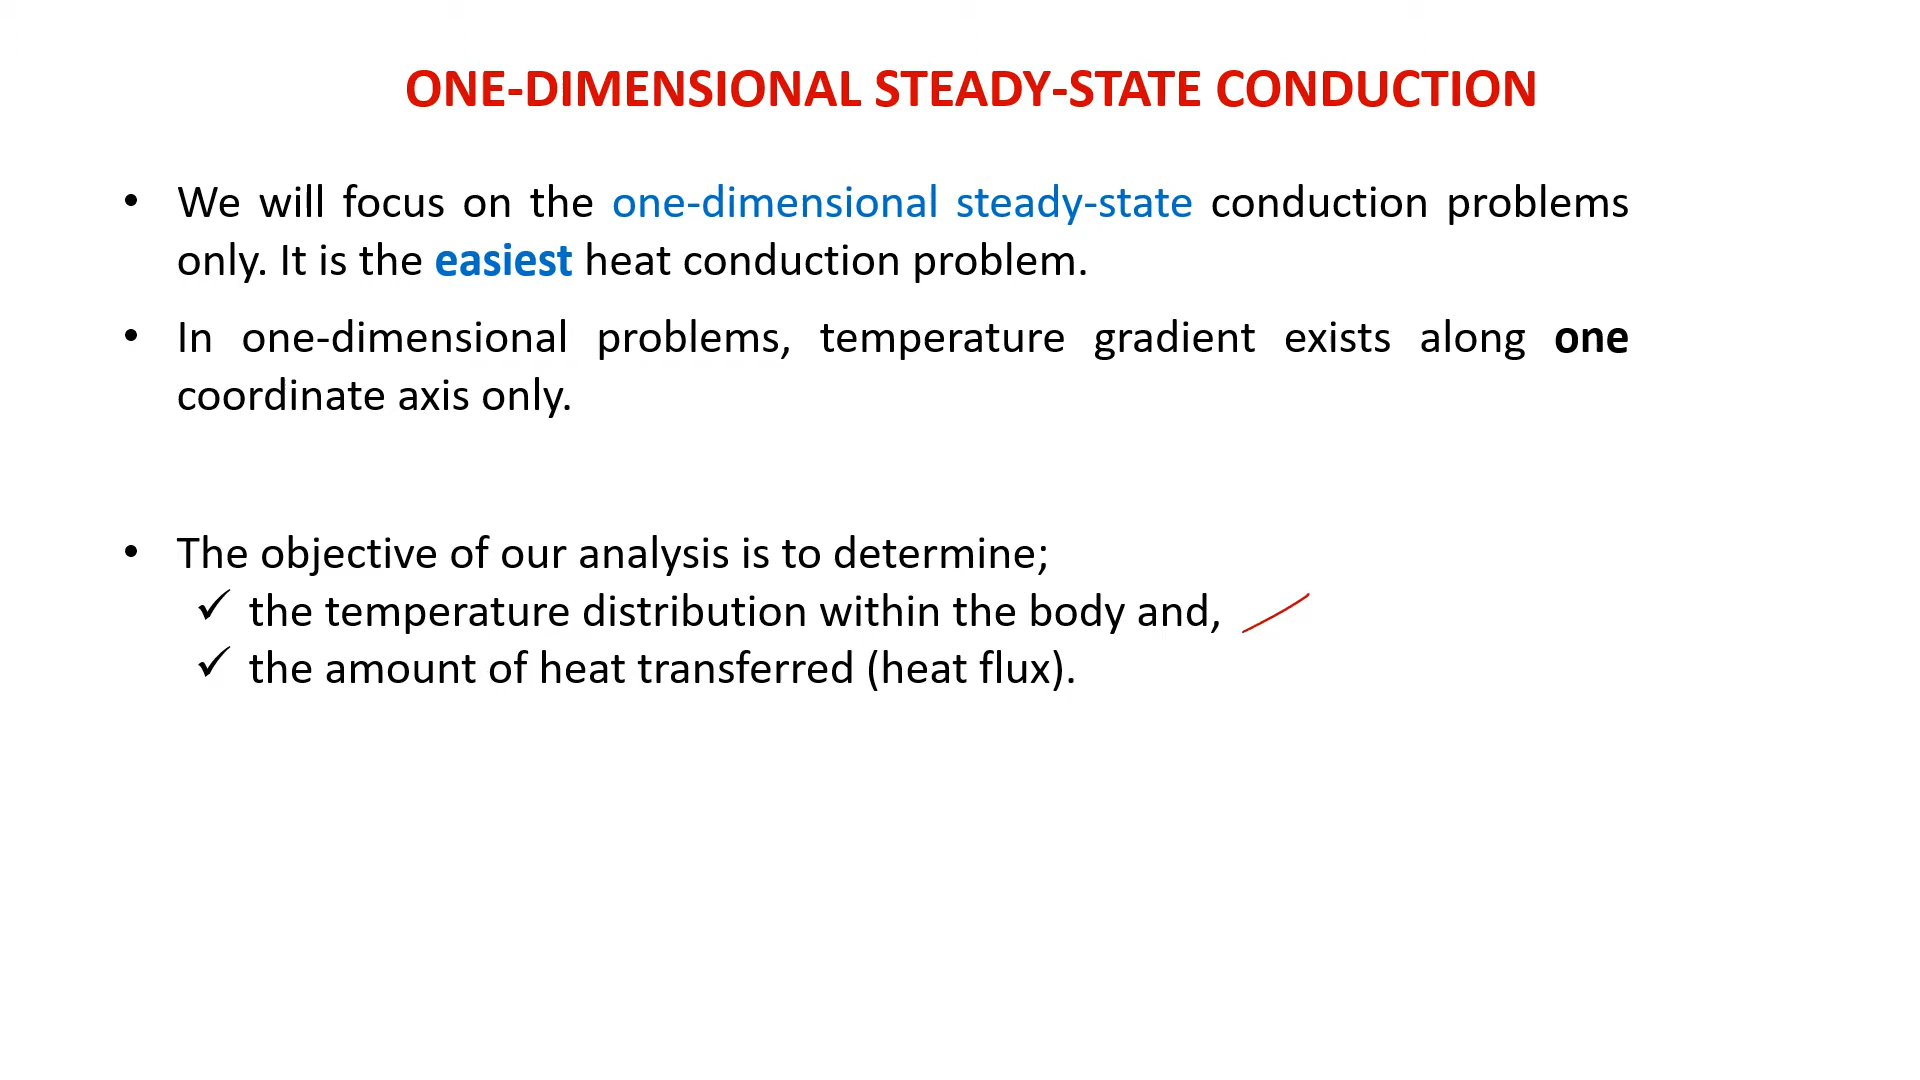 ONE-DIMENSIONAL STEADY-STATE CONDUCTION
• We will focus on the one-dimensional steady-state conduction problems
only. It is the easiest heat conduction problem.
• In one-dimensional problems, temperature gradient exists along one
coordinate axis only.
• The objective of our analysis is to determine;
✓ the temperature distribution within the body and,
✓ the amount of heat transferred (heat flux).